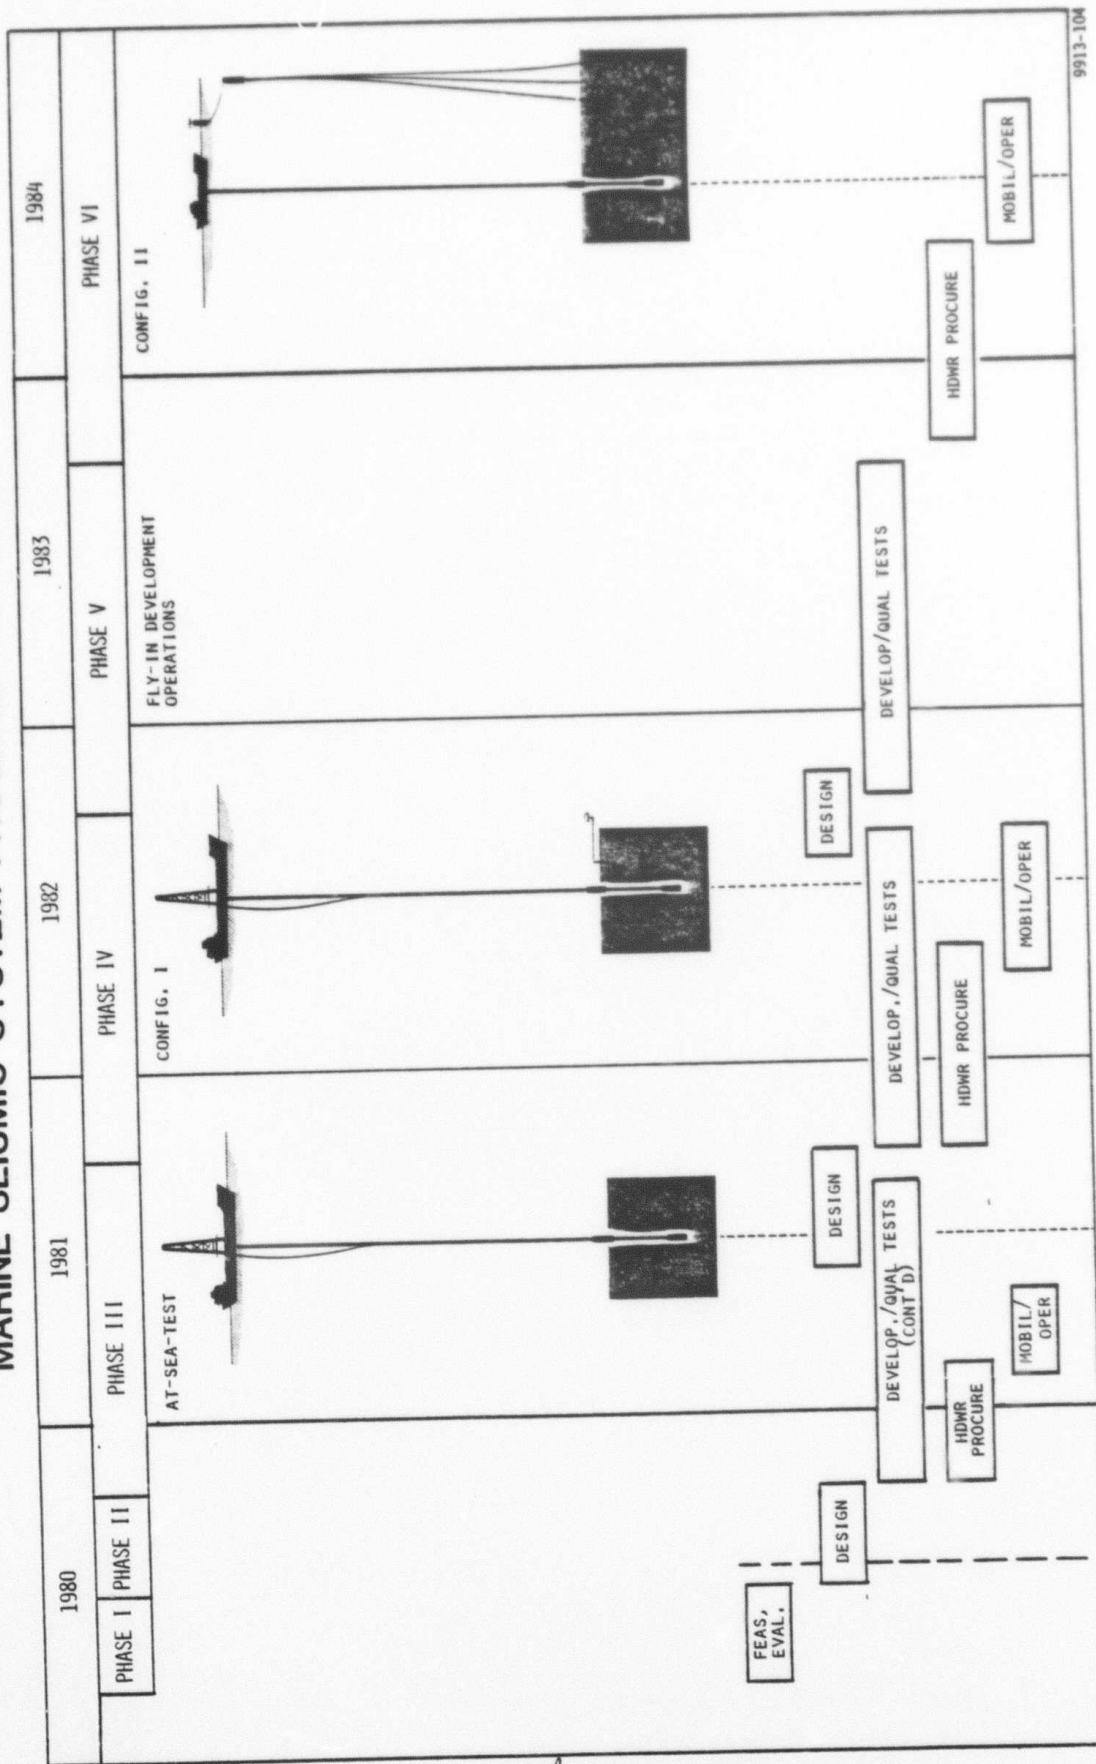 MARINE SEISMIC SYSTEM
1980
1981
1982
1983
1984
PHASE I
PHASE II
PHASE III
PHASE IV
PHASE V
PHASE VI
AT-SEA-TEST
CONFIG. I
FLY-IN DEVELOPMENT
OPERATIONS
CONFIG. II
FEAS,
EVAL.
DESIGN
DESIGN
DESIGN
DEVELOP./QUAL TESTS
(CONT'D)
DEVELOP./QUAL TESTS
DEVELOP/QUAL TESTS
HDWR
PROCURE
HDWR PROCURE
HDWR PROCURE
MOBIL/
OPER
MOBIL/OPER
MOBIL/OPER
9913-104